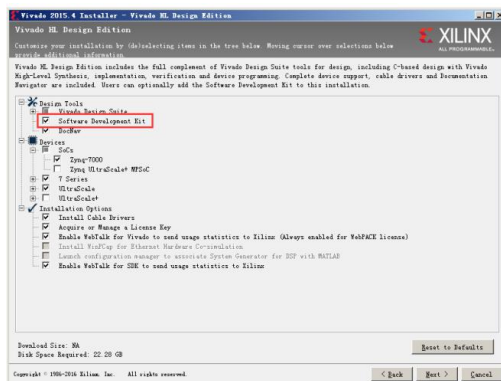 Vivado 2015.4 Installer - Vivado HL Design Edition
Vivado HL Design Edition
Customize your installation by (de)selecting items in the tree below. Moving cursor over selections below
provide additional information.
XILINX
ALL PROGRAMMABLE.
Vivado HL Design Edition includes the full complement of Vivado Design Suite tools for design, including C-based design with Vivado
High-Level Synthesis, implementation, verification and device programming. Complete device support, cable drivers and Documentation
Navigator are included. Users can optionally add the Software Development Kit to this installation.
Design Tools
Vivado Design Suite
Software Development Kit
DocNav
Devices
SoCs
Zynq-7000
Zynq UltraScale+ MPSoC
7 Series
UltraScale
UltraScale+
Installation Options
Install Cable Drivers
Acquire or Manage a License Key
Enable WebTalk for Vivado to send usage statistics to Xilinx (Always enabled for WebPACK license)
Install WinPCap for Ethernet Hardware Co-simulation
Launch configuration manager to associate System Generator for DSP with MATLAB
Enable WebTalk for SDK to send usage statistics to Xilinx
Download Size: NA
Disk Space Required: 22.28 GB
Reset to Defaults
Copyright © 1986-2016 Xilinx, Inc. All rights reserved.
< Back
Next >
Cancel